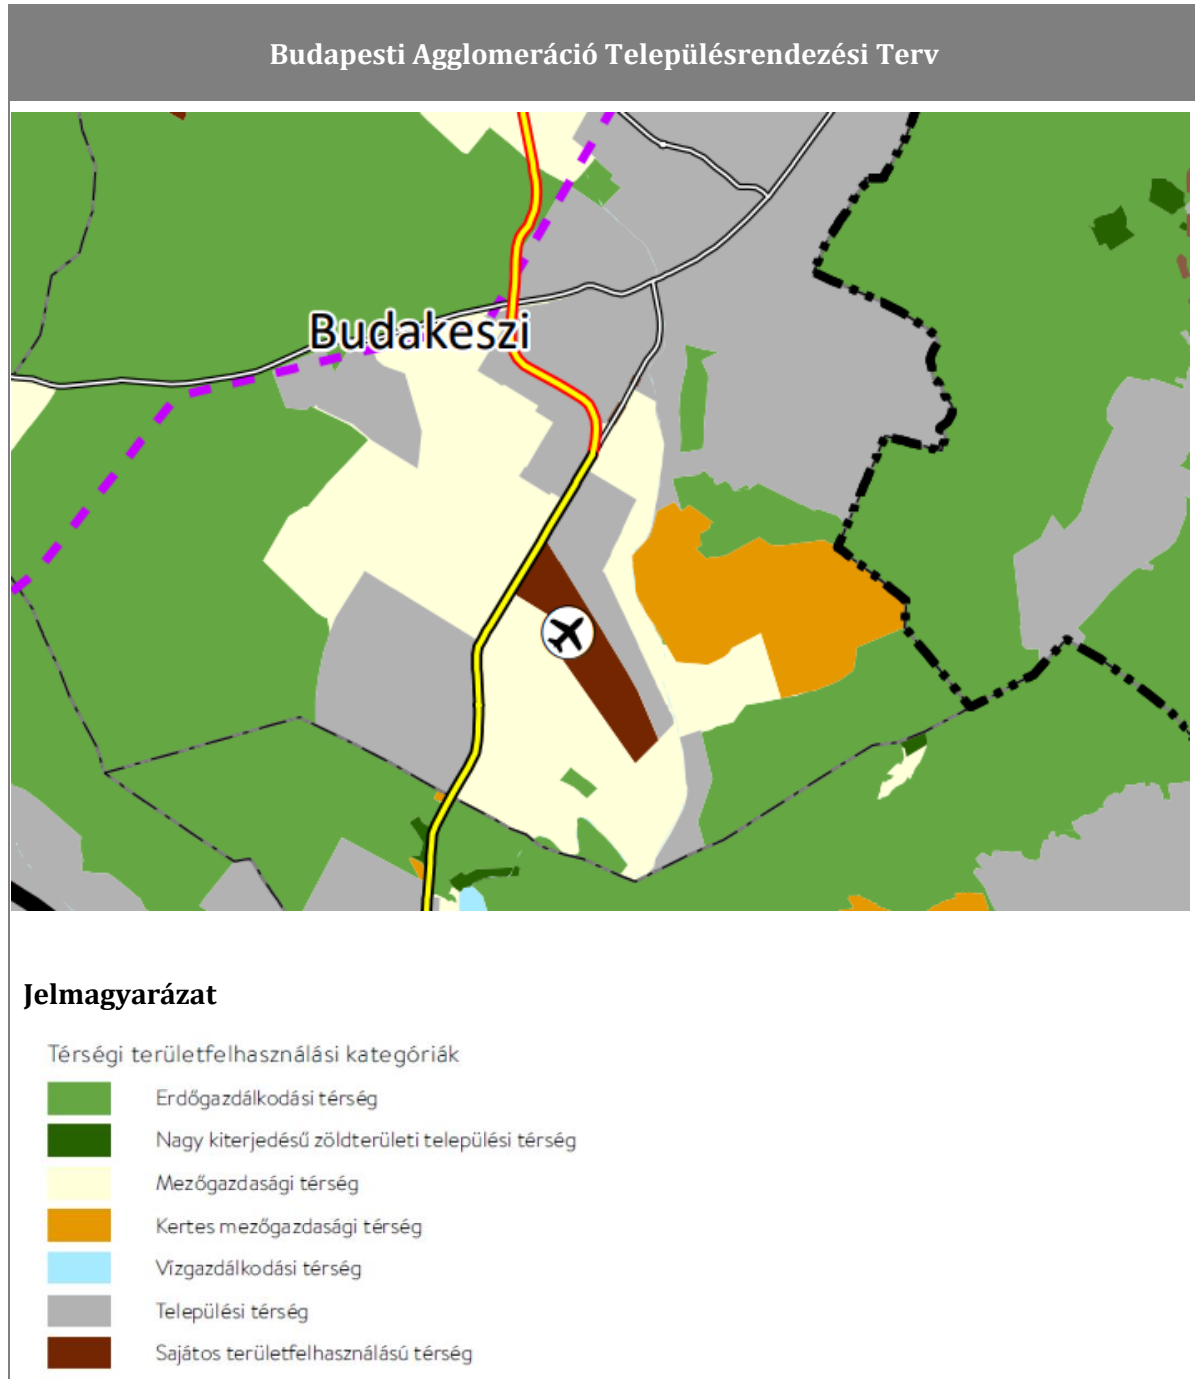 Budapesti Agglomeráció Településrendezési Terv
Budakeszi
Jelmagyarázat
Térségi területfelhasználási kategóriák
Erdőgazdálkodási térség
Nagy kiterjedésű zöldterületi települési térség
Mezőgazdasági térség
Kertes mezőgazdasági térség
Vízgazdálkodási térség
Települési térség
Sajátos területfelhasználású térség